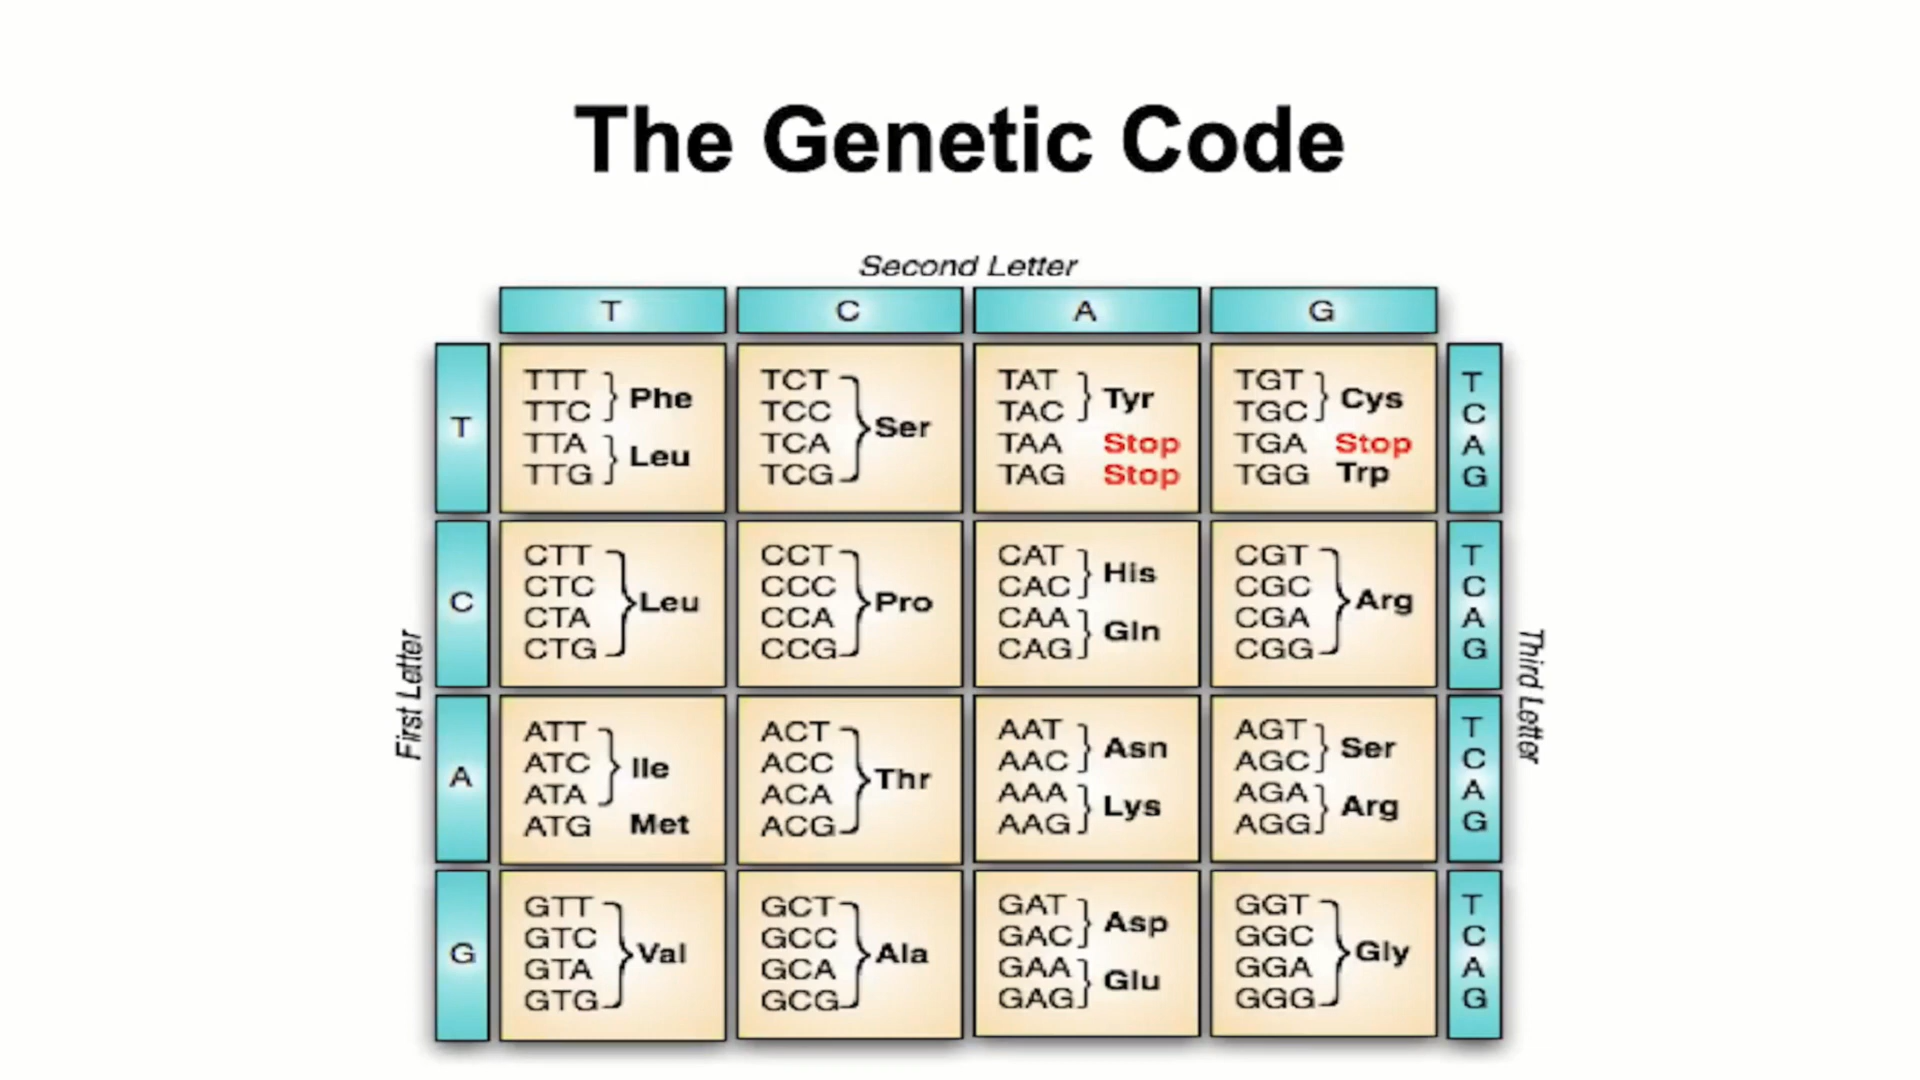 The Genetic Code
Second Letter
T C A G
First Letter
Third Letter
T
TTT
TTC
Phe
TTA
TTG
Leu
TCT
TCC
TCA
TCG
Ser
TAT
TAC
Tyr
TAA Stop
TAG Stop
TGT
TGC
Cys
TGA Stop
TGG Trp
T
C
A
G
C
CTT
CTC
CTA
CTG
Leu
CCT
CCC
CCA
CCG
Pro
CAT
CAC
His
CAA
CAG
Gln
CGT
CGC
CGA
CGG
Arg
T
C
A
G
A
ATT
ATC
ATA
Ile
ATG Met
ACT
ACC
ACA
ACG
Thr
AAT
AAC
Asn
AAA
AAG
Lys
AGT
AGC
Ser
AGA
AGG
Arg
T
C
A
G
G
GTT
GTC
GTA
GTG
Val
GCT
GCC
GCA
GCG
Ala
GAT
GAC
Asp
GAA
GAG
Glu
GGT
GGC
GGA
GGG
Gly
T
C
A
G